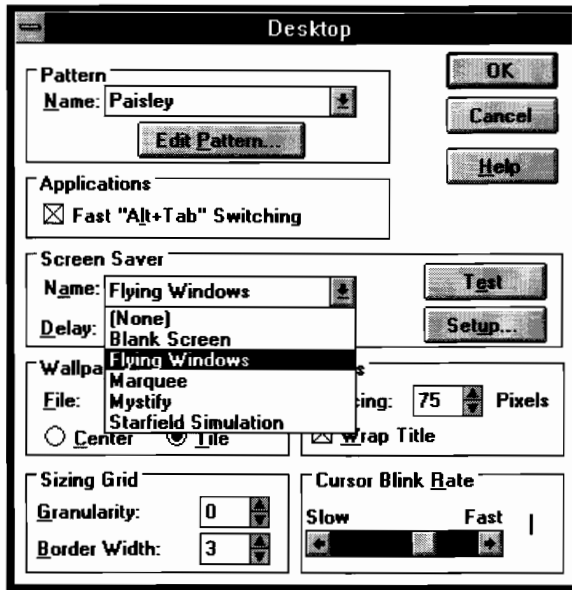 Desktop
Pattern
Name: Paisley
Edit Pattern...
OK
Cancel
Help
Applications
Fast "Alt+Tab" Switching
Screen Saver
Name: Flying Windows
Delay:
(None)
Blank Screen
Flying Windows
Marquee
Mystify
Starfield Simulation
Test
Setup...
Wallpa
File:
Center Tile
s
cing: 75 Pixels
Wrap Title
Sizing Grid
Granularity: 0
Border Width: 3
Cursor Blink Rate
Slow Fast